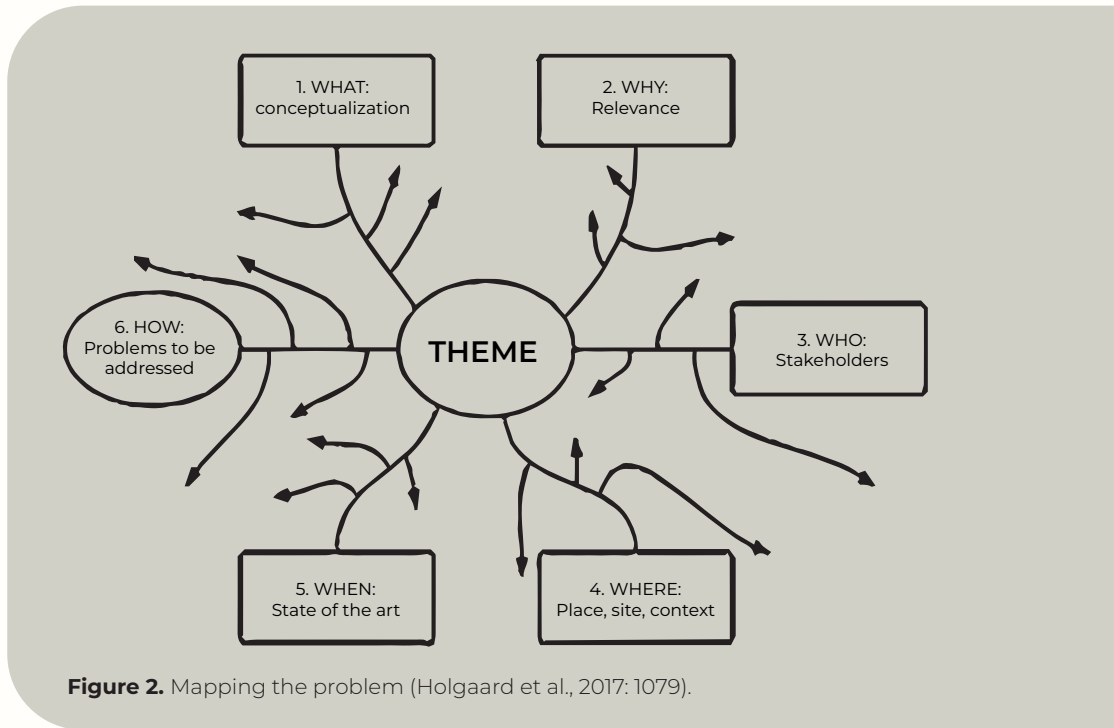 1. WHAT:
conceptualization
2. WHY:
Relevance
6. HOW:
Problems to be
addressed
THEME
3. WHO:
Stakeholders
5. WHEN:
State of the art
4. WHERE:
Place, site, context
Figure 2. Mapping the problem (Holgaard et al., 2017: 1079).